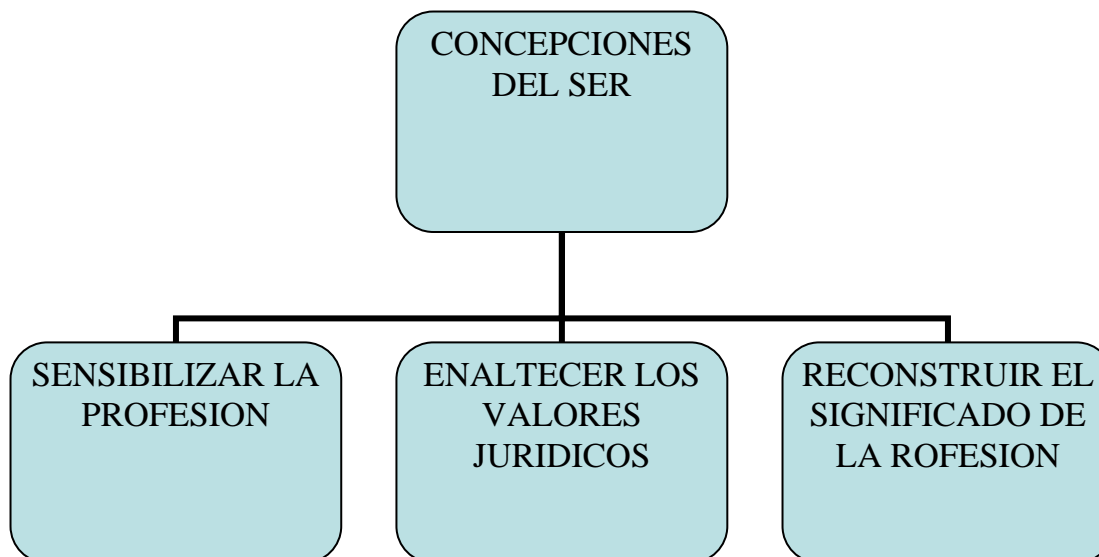 CONCEPCIONES
DEL SER
SENSIBILIZAR LA
PROFESION
ENALTECER LOS
VALORES
JURIDICOS
RECONSTRUIR EL
SIGNIFICADO DE
LA ROFESION